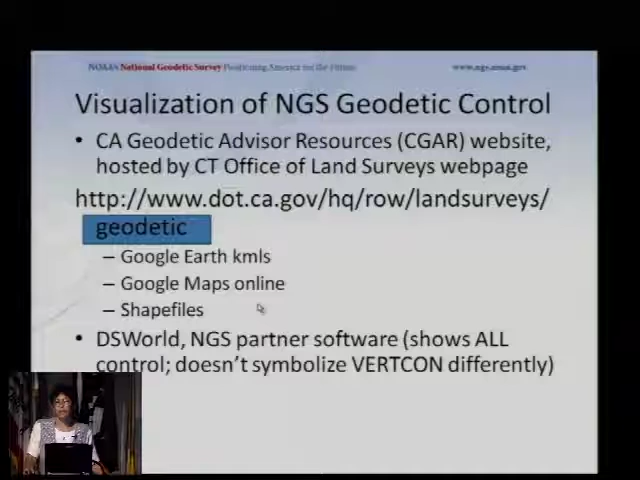 NOAA's National Geodetic Survey Positioning America for the Future
www.ngs.noaa.gov
Visualization of NGS Geodetic Control
• CA Geodetic Advisor Resources (CGAR) website,
hosted by CT Office of Land Surveys webpage
http://www.dot.ca.gov/hq/row/landsurveys/
geodetic
– Google Earth kmls
– Google Maps online
– Shapefiles
• DSWorld, NGS partner software (shows ALL
control; doesn't symbolize VERTCON differently)